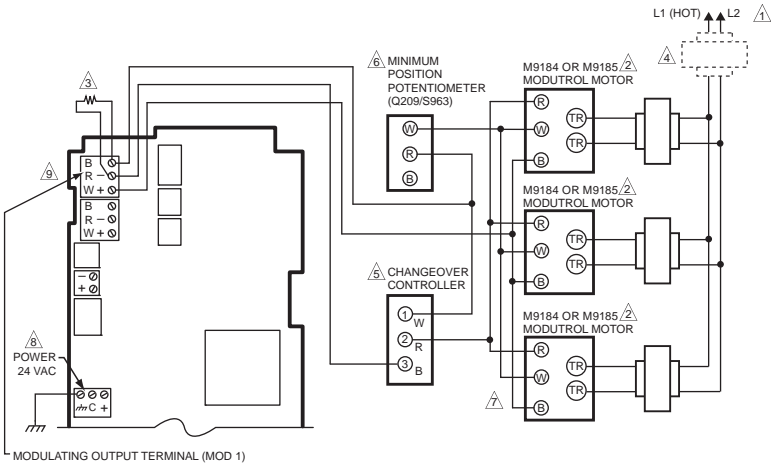 L1 (HOT) L2 1
4
6 MINIMUM
POSITION
POTENTIOMETER
(Q209/S963)
W
R
B
M9184 OR M9185 2
MODUTROL MOTOR
R
W
B
TR
TR
3
9
B
R –
W +
B
R –
W +
– 
+
M9184 OR M9185 2
MODUTROL MOTOR
R
W
B
TR
TR
5 CHANGEOVER
CONTROLLER
1 W
2 R
3 B
M9184 OR M9185 2
MODUTROL MOTOR
R
W
B
TR
TR
7
8
POWER
24 VAC
C +
MODULATING OUTPUT TERMINAL (MOD 1)